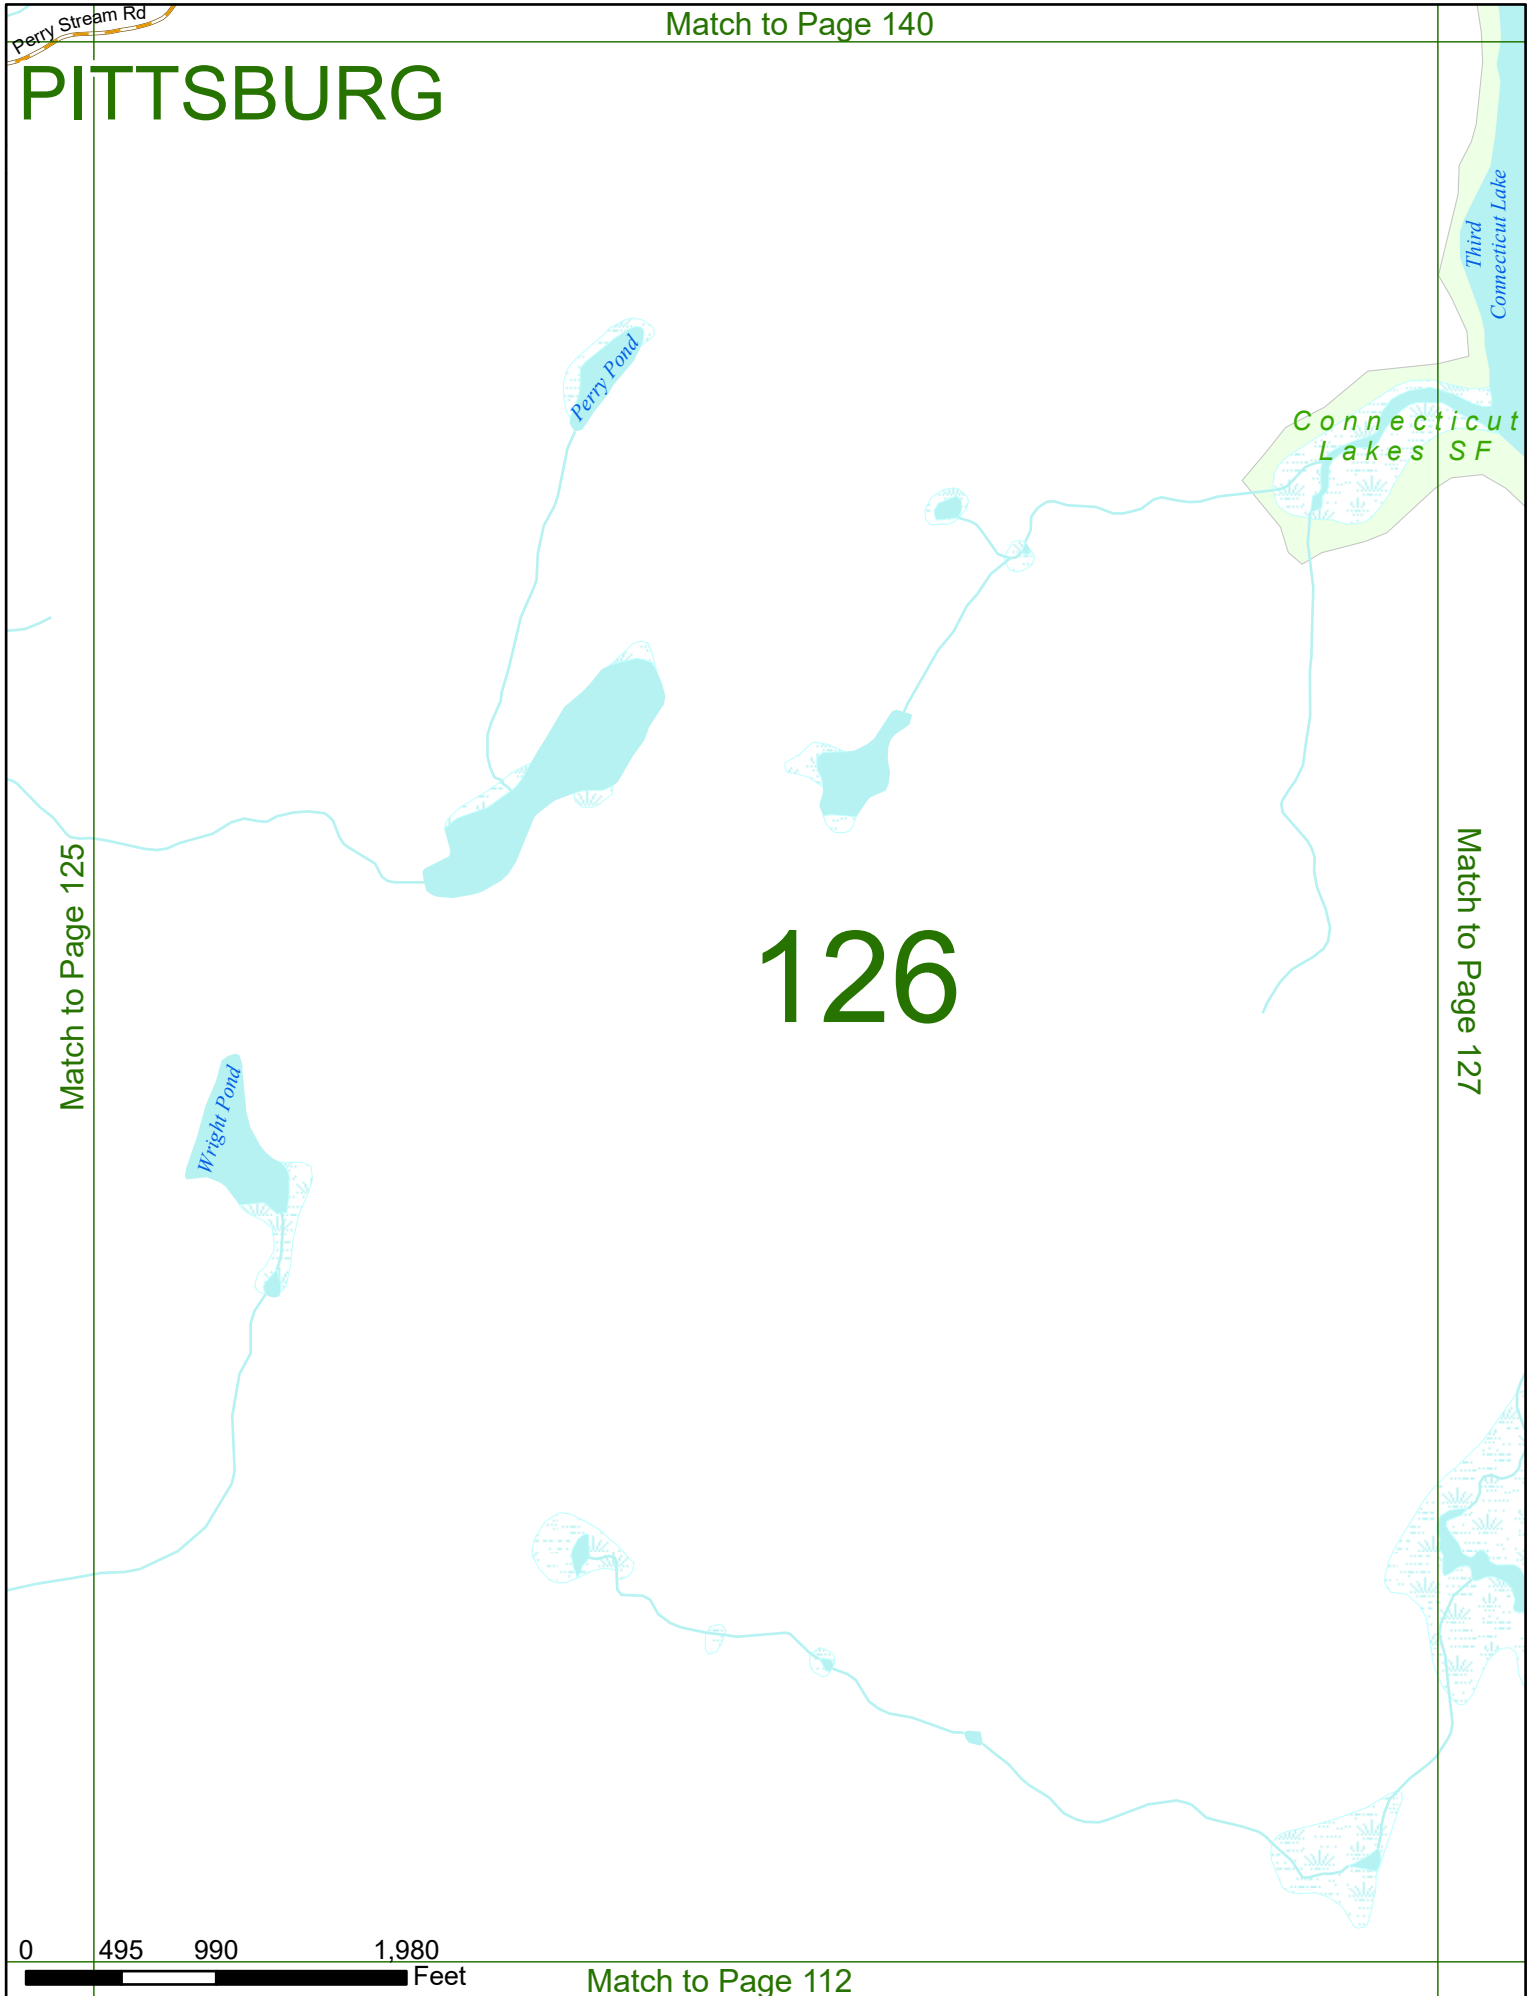 Perry Stream Rd
Match to Page 140
PITTSBURG
Third
Connecticut Lake
Perry Pond
Connecticut
Lakes SF
Match to Page 125
126
Match to Page 127
Wright Pond
0 495 990 1,980
Feet
Match to Page 112